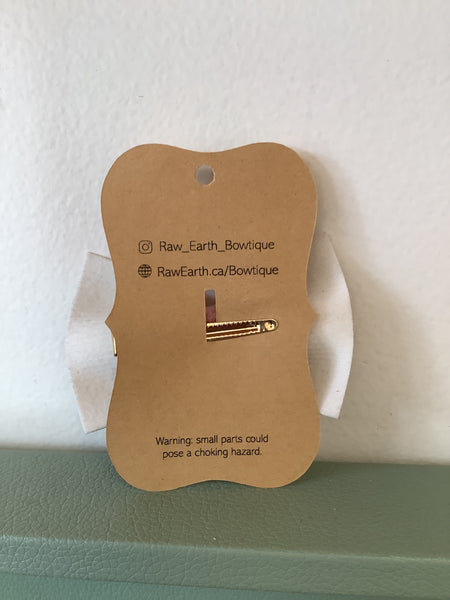 Raw_Earth_Bowtique
RawEarth.ca/Bowtique
Warning: small parts could
pose a choking hazard.